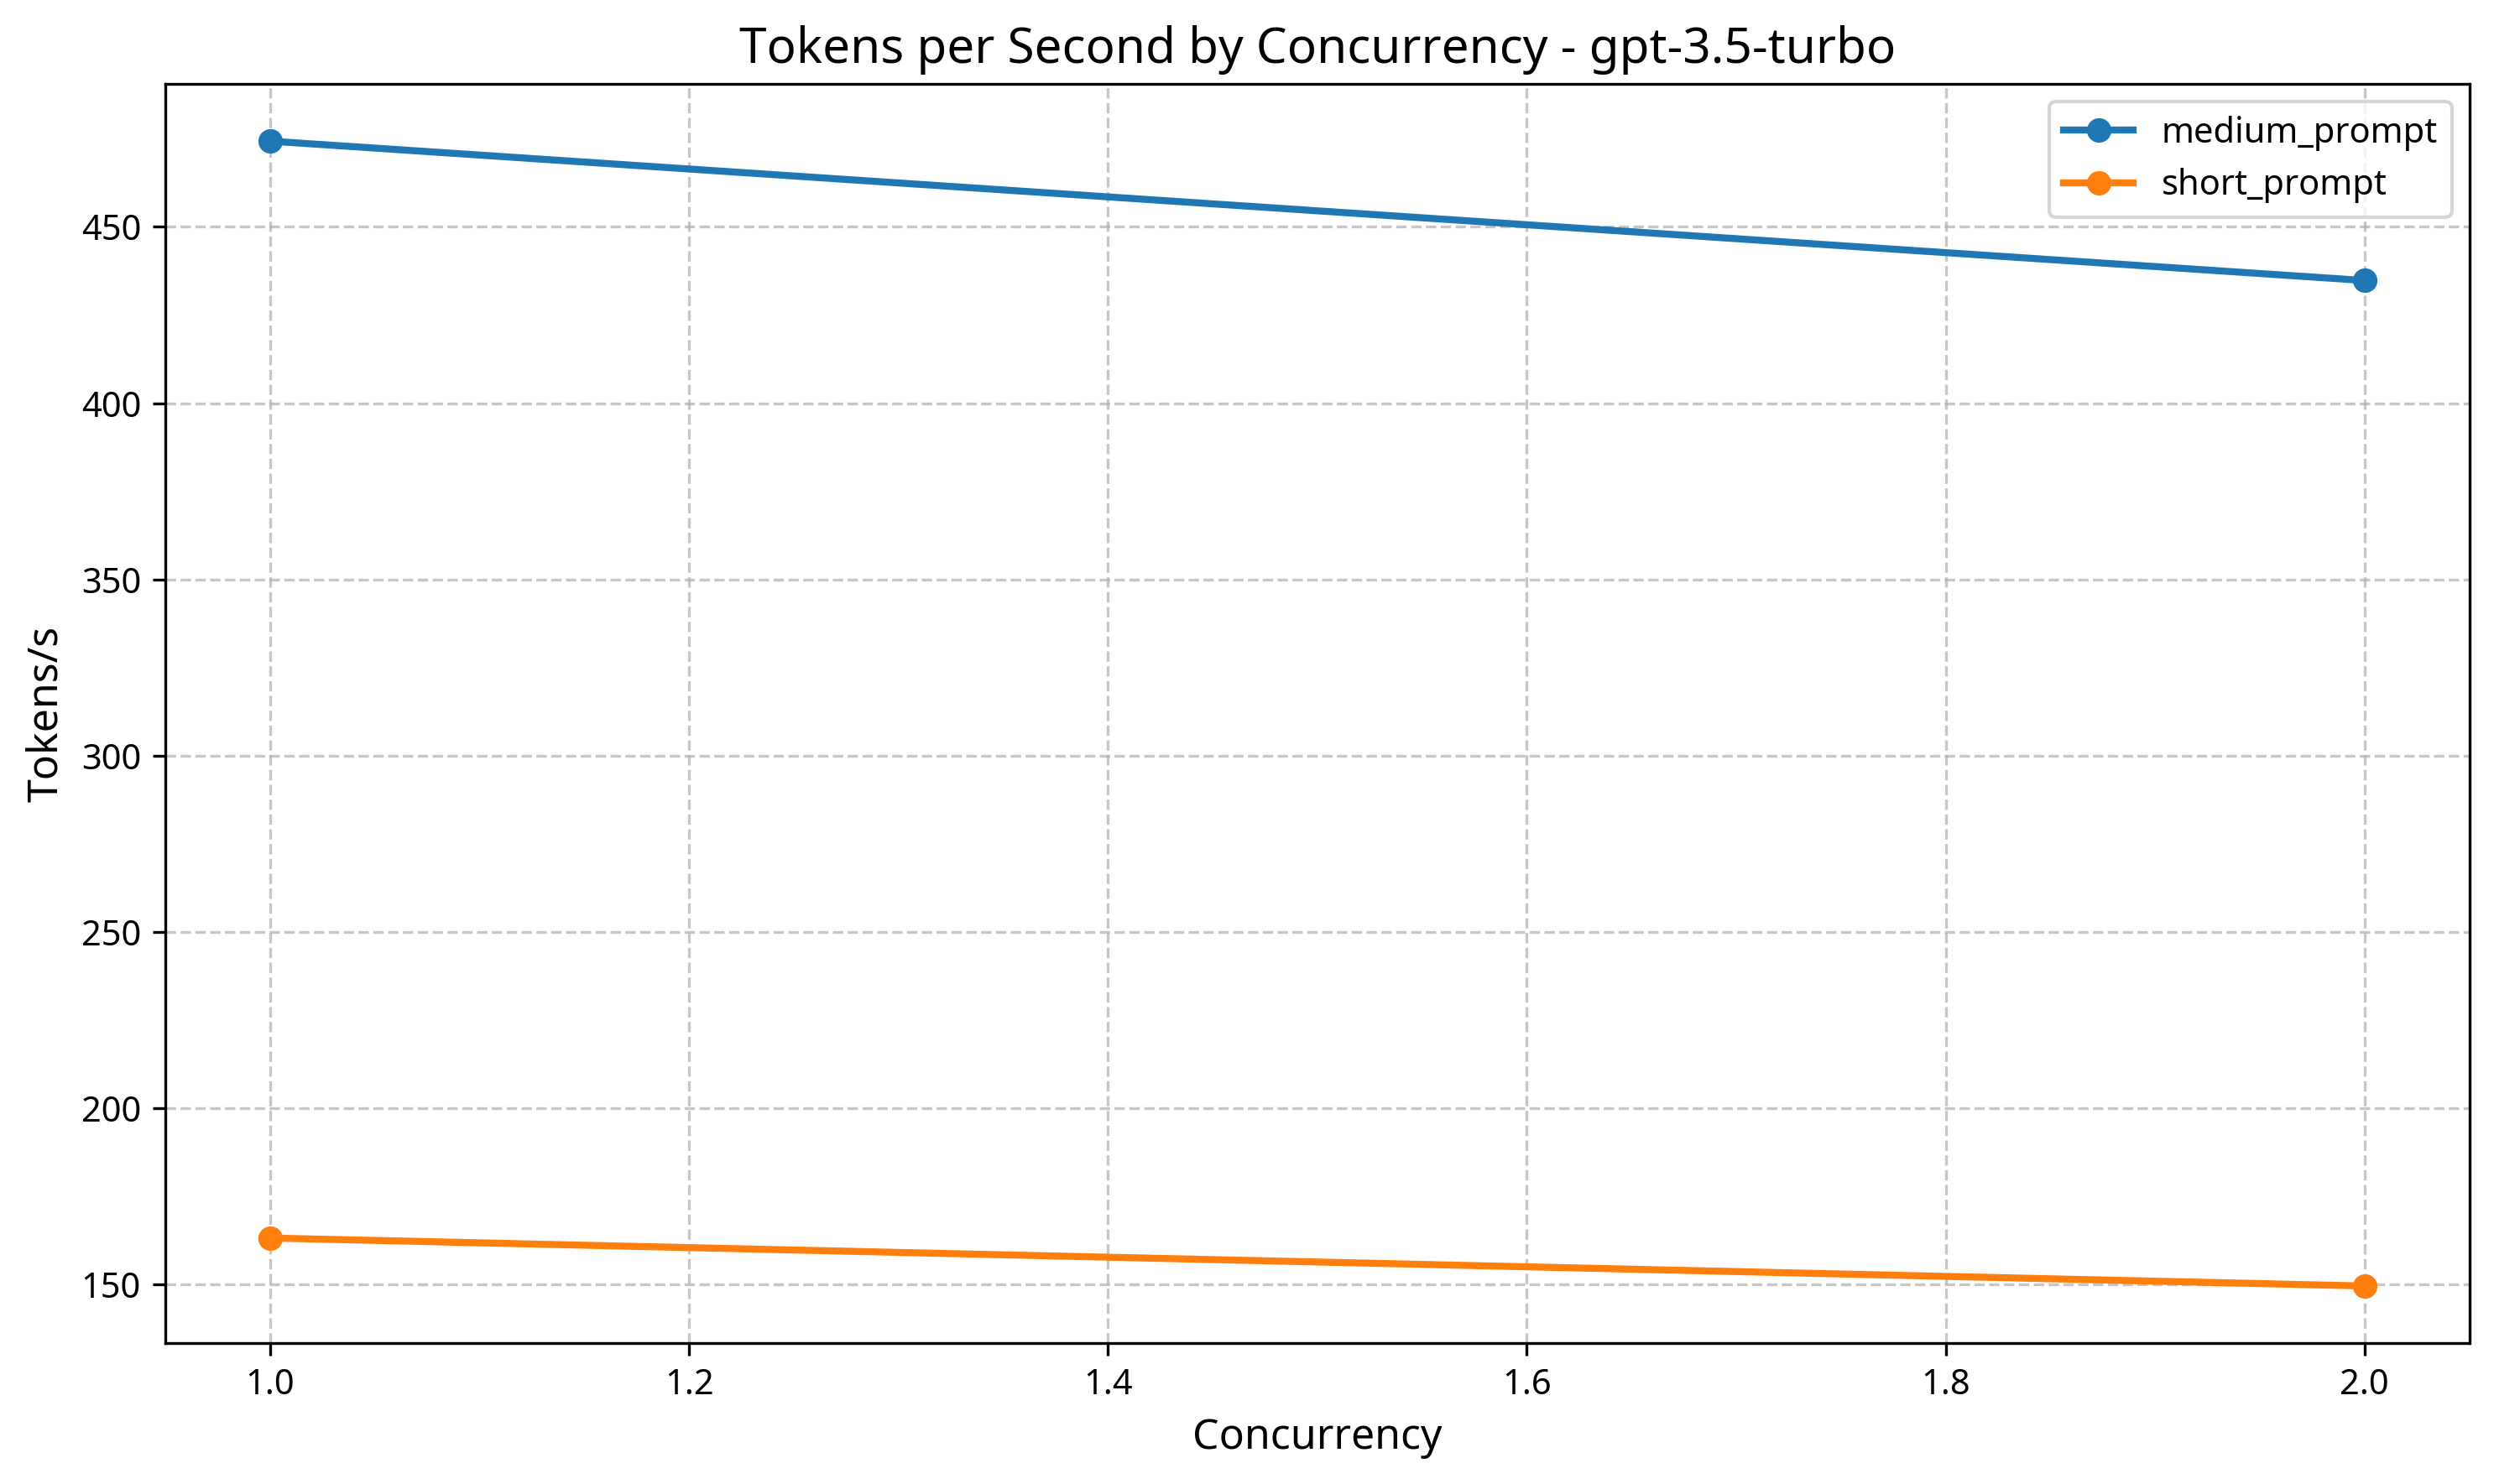 Tokens per Second by Concurrency - gpt-3.5-turbo
medium_prompt
short_prompt
450
400
350
300
250
200
150
Tokens/s
1.0 1.2 1.4 1.6 1.8 2.0
Concurrency